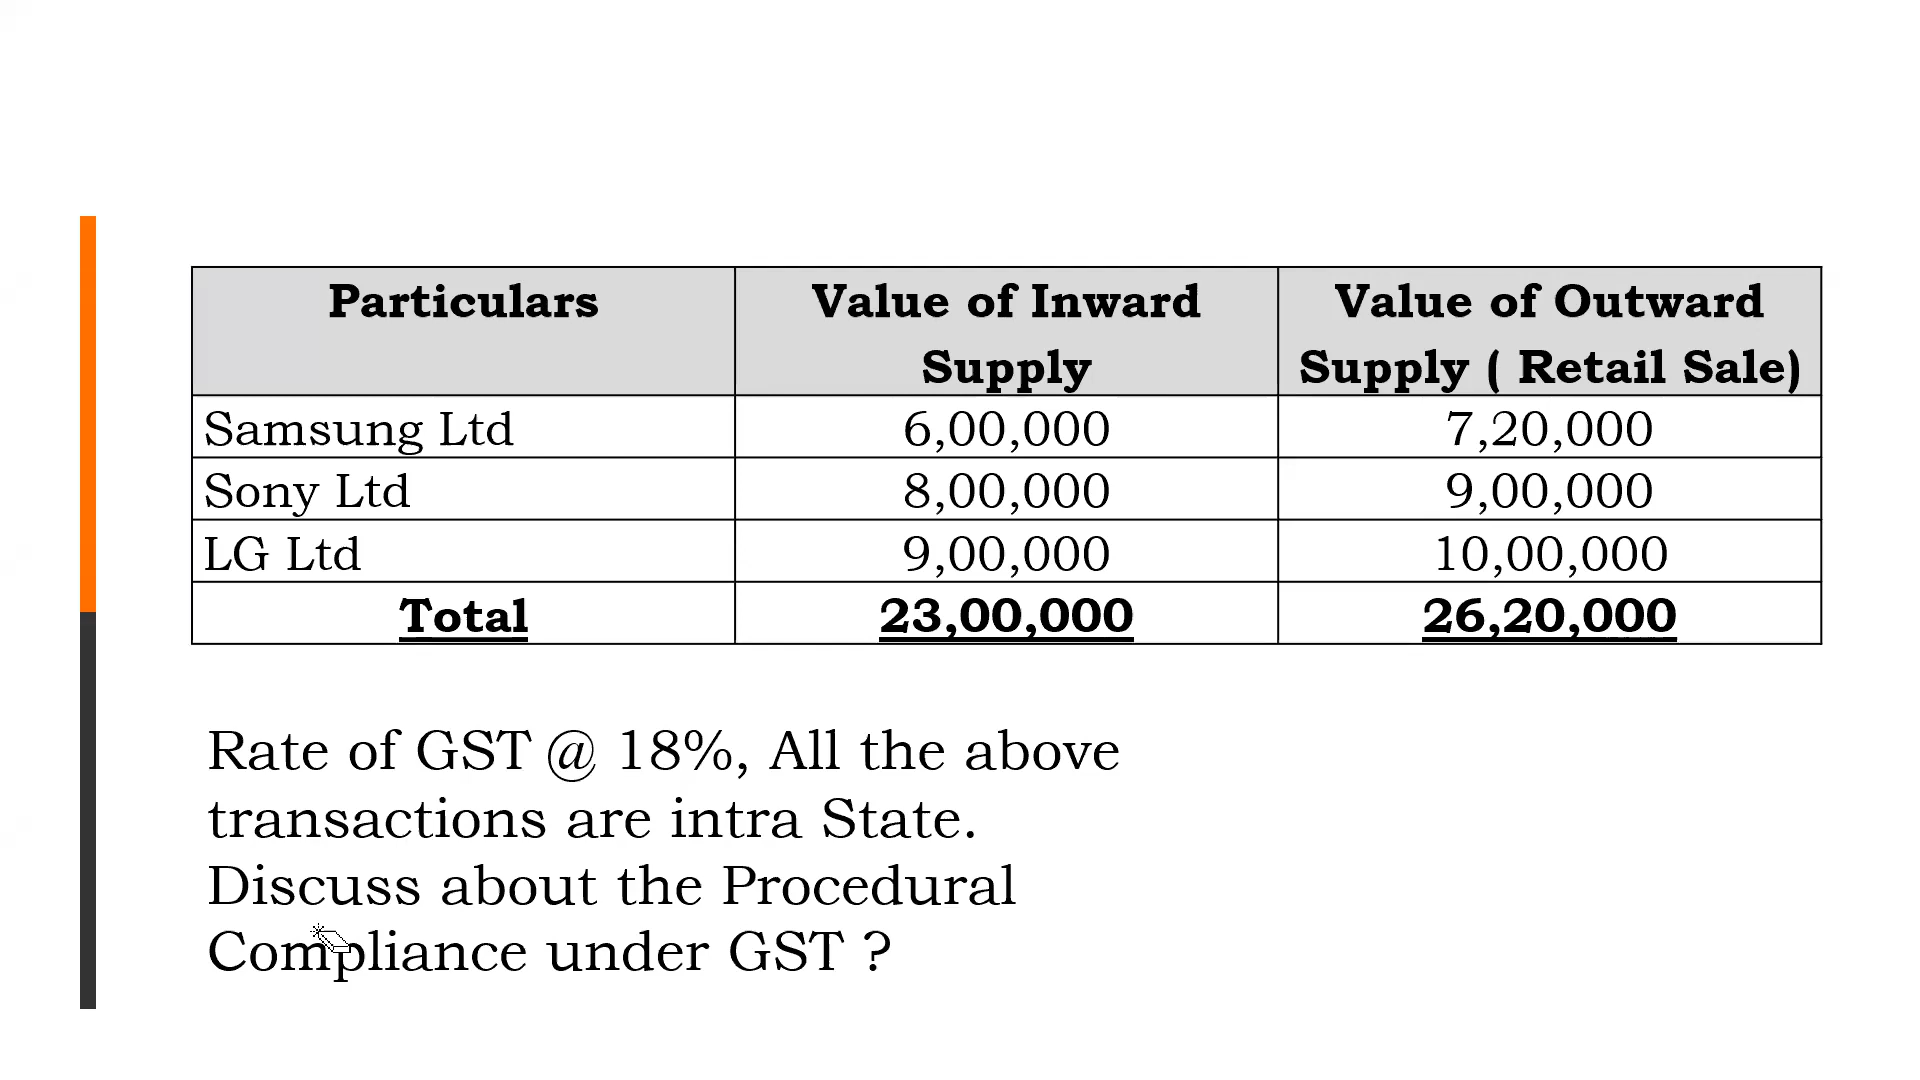 Particulars
Value of Inward Supply
Value of Outward Supply ( Retail Sale)
Samsung Ltd 6,00,000 7,20,000
Sony Ltd 8,00,000 9,00,000
LG Ltd 9,00,000 10,00,000
Total 23,00,000 26,20,000
Rate of GST @ 18%, All the above
transactions are intra State.
Discuss about the Procedural
Compliance under GST ?